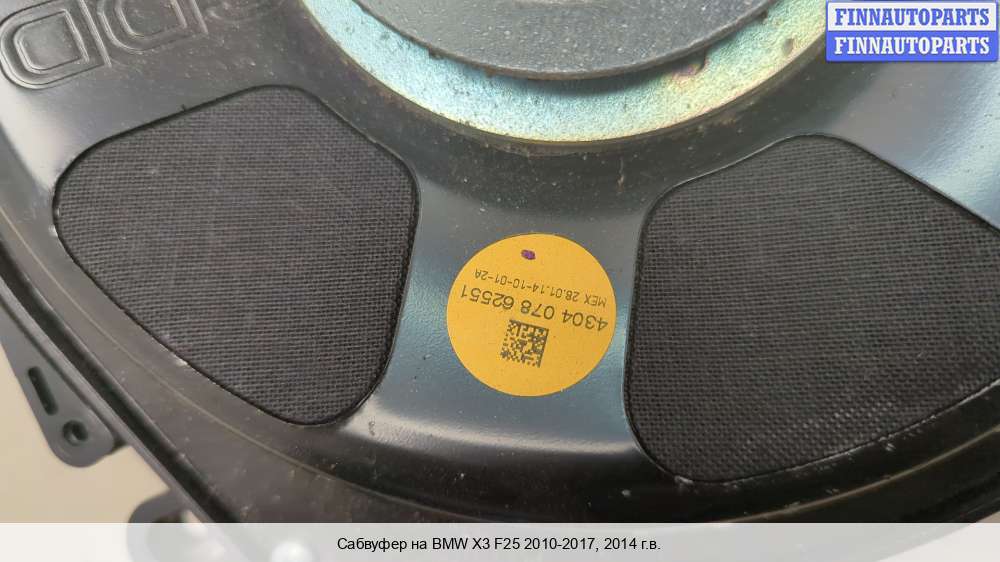 FINNAUTOPARTS
FINNAUTOPARTS
4304 078 62551
MEX 28.01.14-10-01-2A
Сабвуфер на BMW X3 F25 2010-2017, 2014 г.в.